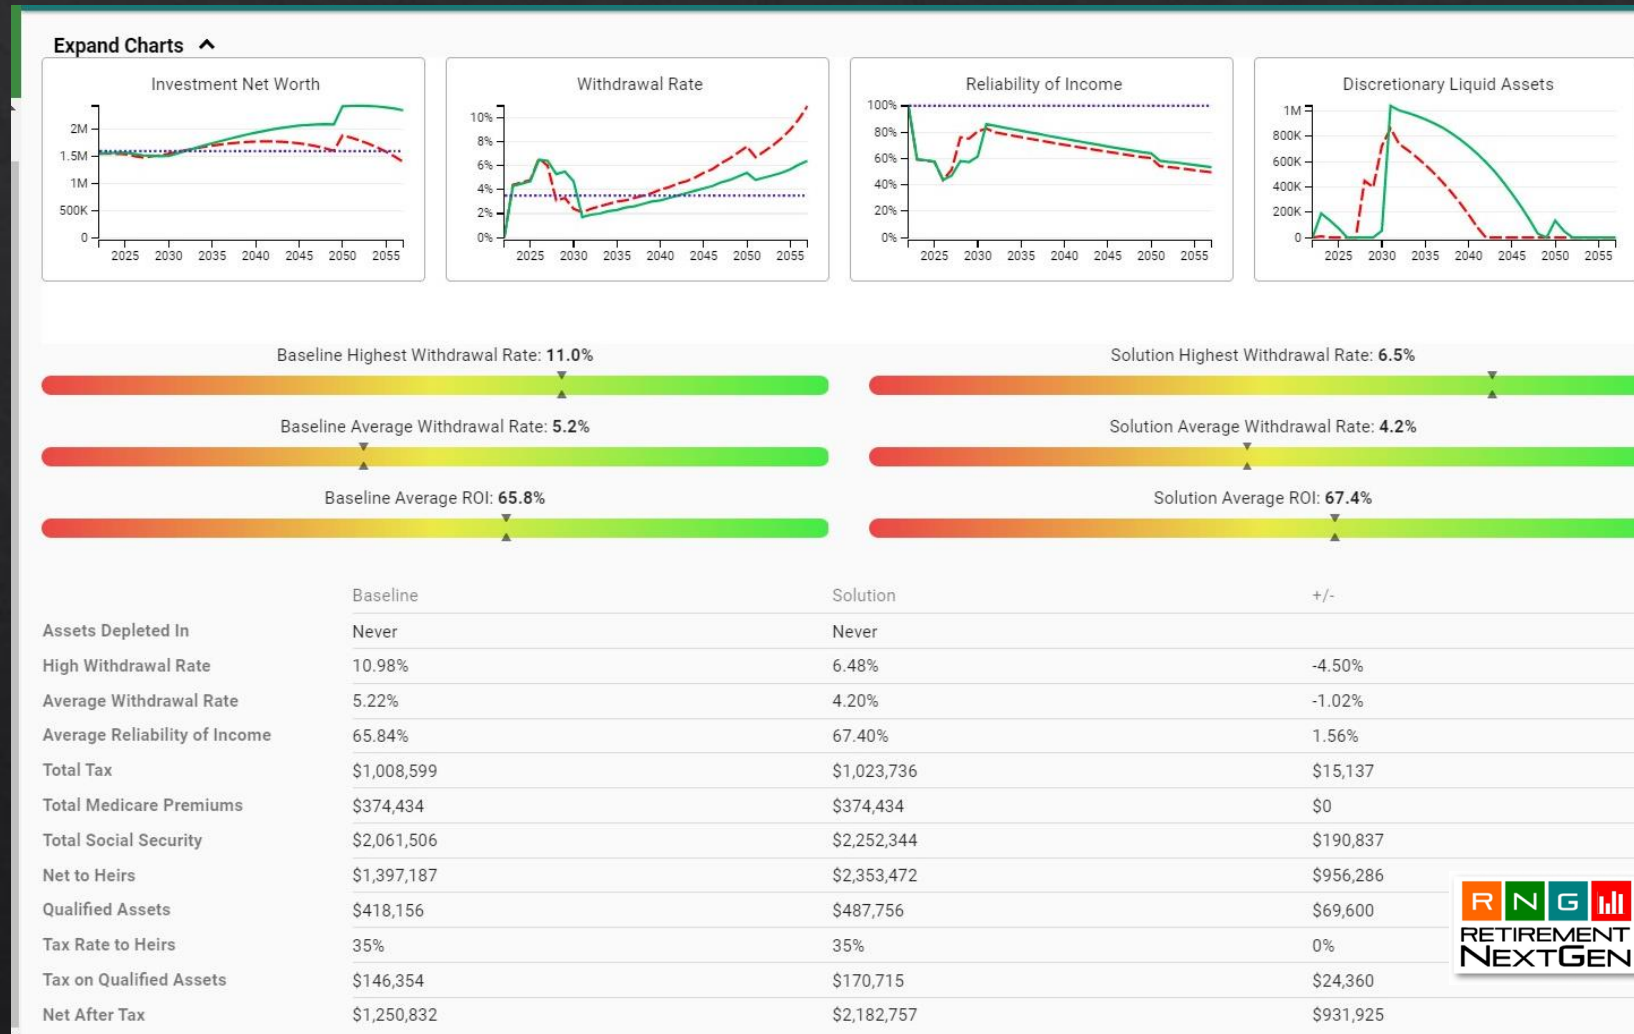 Expand Charts
Investment Net Worth
2M
1.5M
1M
500K
0
2025 2030 2035 2040 2045 2050 2055
Withdrawal Rate
10%
8%
6%
4%
2%
0%
2025 2030 2035 2040 2045 2050 2055
Reliability of Income
100%
80%
60%
40%
20%
0%
2025 2030 2035 2040 2045 2050 2055
Discretionary Liquid Assets
1M
800K
600K
400K
200K
0
2025 2030 2035 2040 2045 2050 2055
Baseline Highest Withdrawal Rate: 11.0%
Solution Highest Withdrawal Rate: 6.5%
Baseline Average Withdrawal Rate: 5.2%
Solution Average Withdrawal Rate: 4.2%
Baseline Average ROI: 65.8%
Solution Average ROI: 67.4%
Baseline Solution +/-
Assets Depleted In Never Never
High Withdrawal Rate 10.98% 6.48% -4.50%
Average Withdrawal Rate 5.22% 4.20% -1.02%
Average Reliability of Income 65.84% 67.40% 1.56%
Total Tax $1,008,599 $1,023,736 $15,137
Total Medicare Premiums $374,434 $374,434 $0
Total Social Security $2,061,506 $2,252,344 $190,837
Net to Heirs $1,397,187 $2,353,472 $956,286
Qualified Assets $418,156 $487,756 $69,600
Tax Rate to Heirs 35% 35% 0%
Tax on Qualified Assets $146,354 $170,715 $24,360
Net After Tax $1,250,832 $2,182,757 $931,925
RNG
RETIREMENT
NEXTGEN